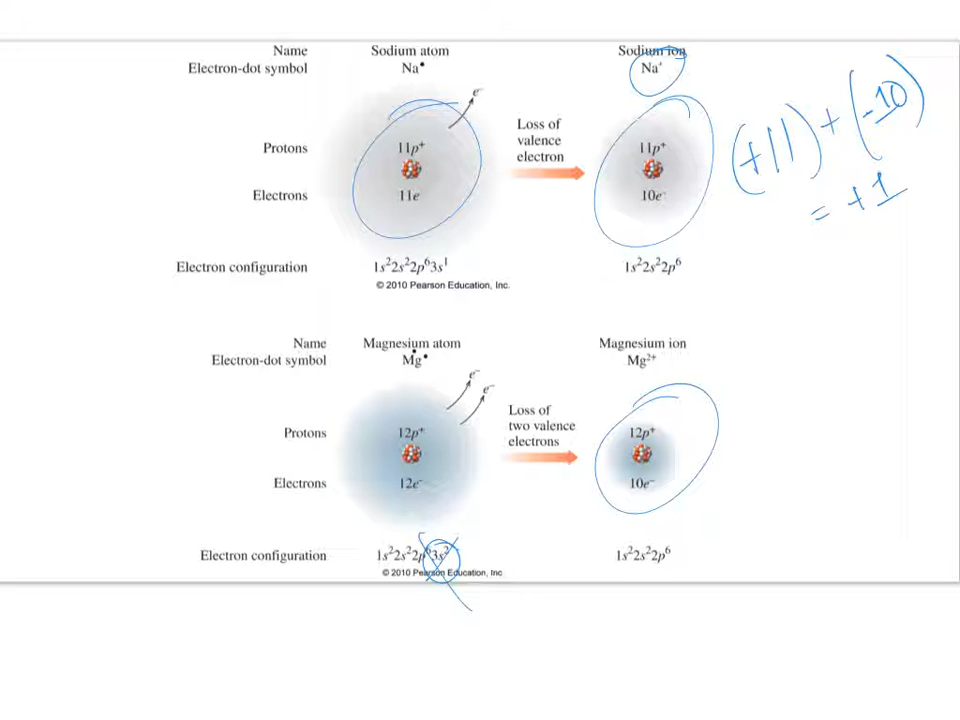 Name Sodium atom Sodium ion
Electron-dot symbol Na• Na⁺
e⁻
Loss of
valence
electron
Protons 11p⁺ 11p⁺
Electrons 11e 10e⁻
(+11) + (-10)
= +1
Electron configuration 1s²2s²2p⁶3s¹ 1s²2s²2p⁶
© 2010 Pearson Education, Inc.
Name Magnesium atom Magnesium ion
Electron-dot symbol Mg• Mg²⁺
e⁻
e⁻
Loss of
two valence
electrons
Protons 12p⁺ 12p⁺
Electrons 12e⁻ 10e⁻
Electron configuration 1s²2s²2p⁶3s² 1s²2s²2p⁶
© 2010 Pearson Education, Inc